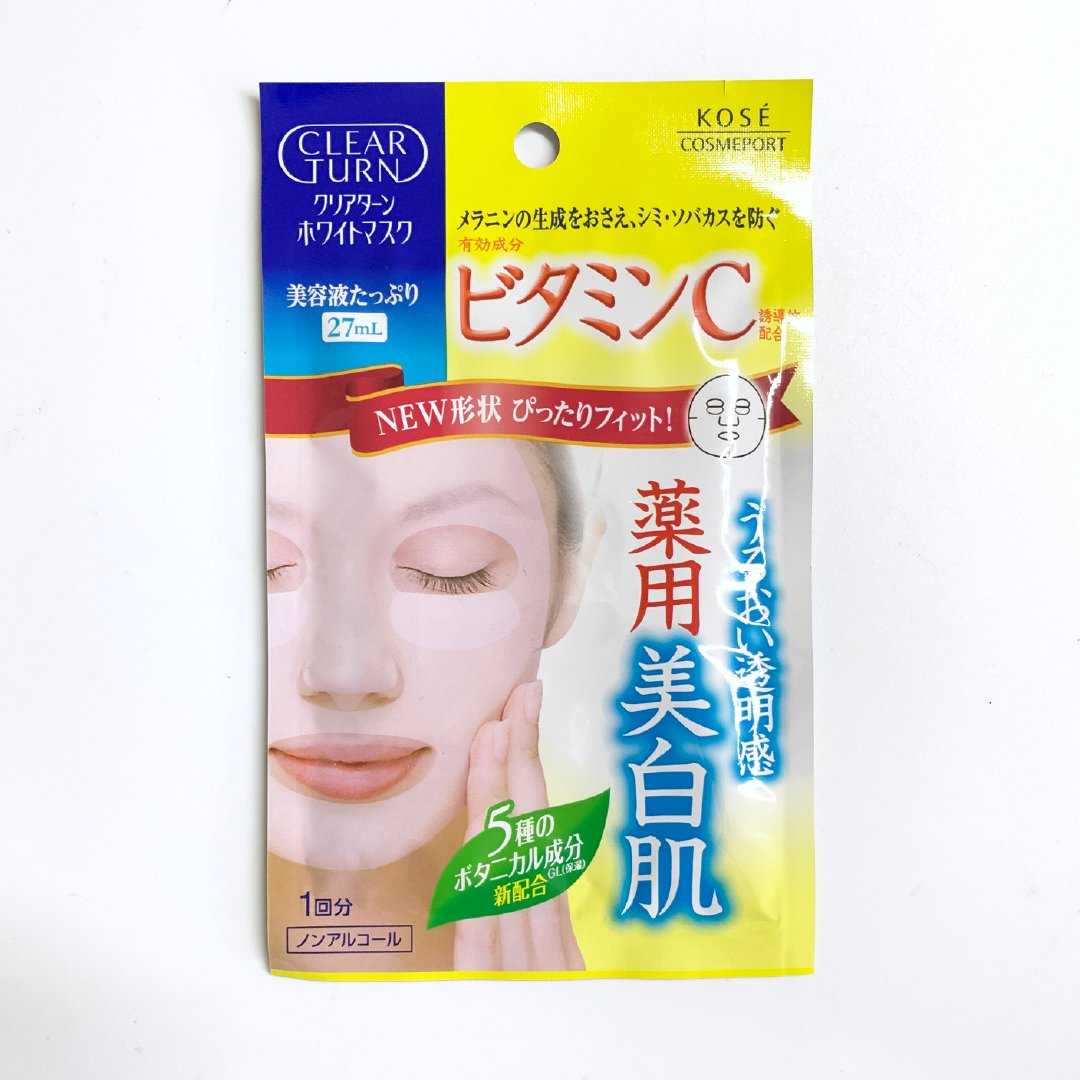 CLEAR
TURN
クリアターン
ホワイトマスク
美容液たっぷり
27mL
KOSÉ
COSMEPORT
メラニンの生成をおさえ、シミ・ソバカスを防ぐ
有効成分
ビタミンC
誘導体
配合
NEW形状 ぴったりフィット!
薬用
美白肌
うるおい透明感
5種の
ボタニカル成分
GL(保湿)
新配合
1回分
ノンアルコール